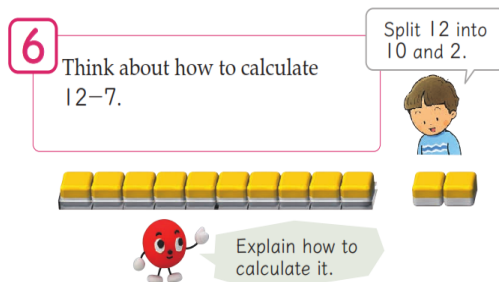 6
Think about how to calculate
12−7.
Split 12 into
10 and 2.
Explain how to
calculate it.